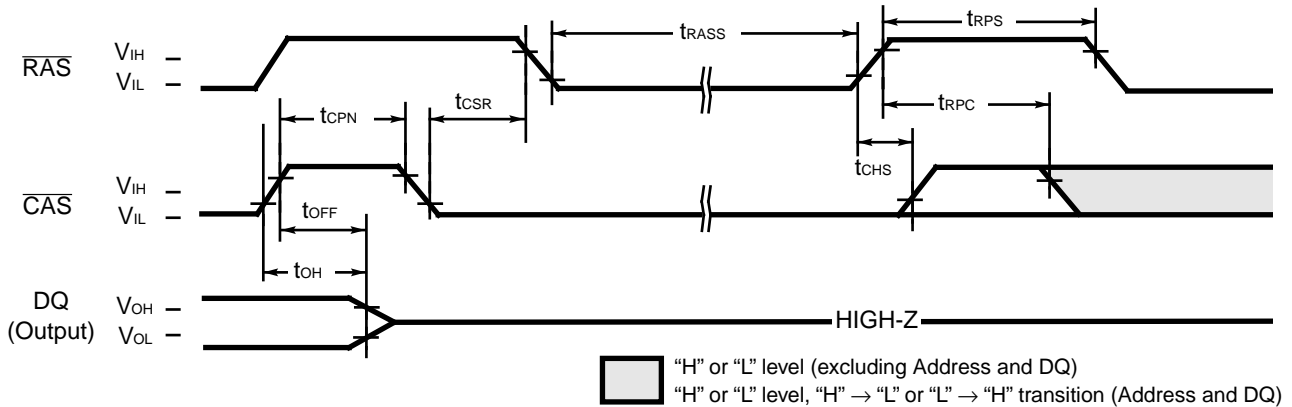 RAS
VIH –
VIL –
tRASS
tRPS
tCPN
tCSR
tRPC
tCHS
CAS
VIH –
VIL –
tOFF
tOH
DQ
(Output)
VOH –
VOL –
HIGH-Z
“H” or “L” level (excluding Address and DQ)
“H” or “L” level, “H” → “L” or “L” → “H” transition (Address and DQ)